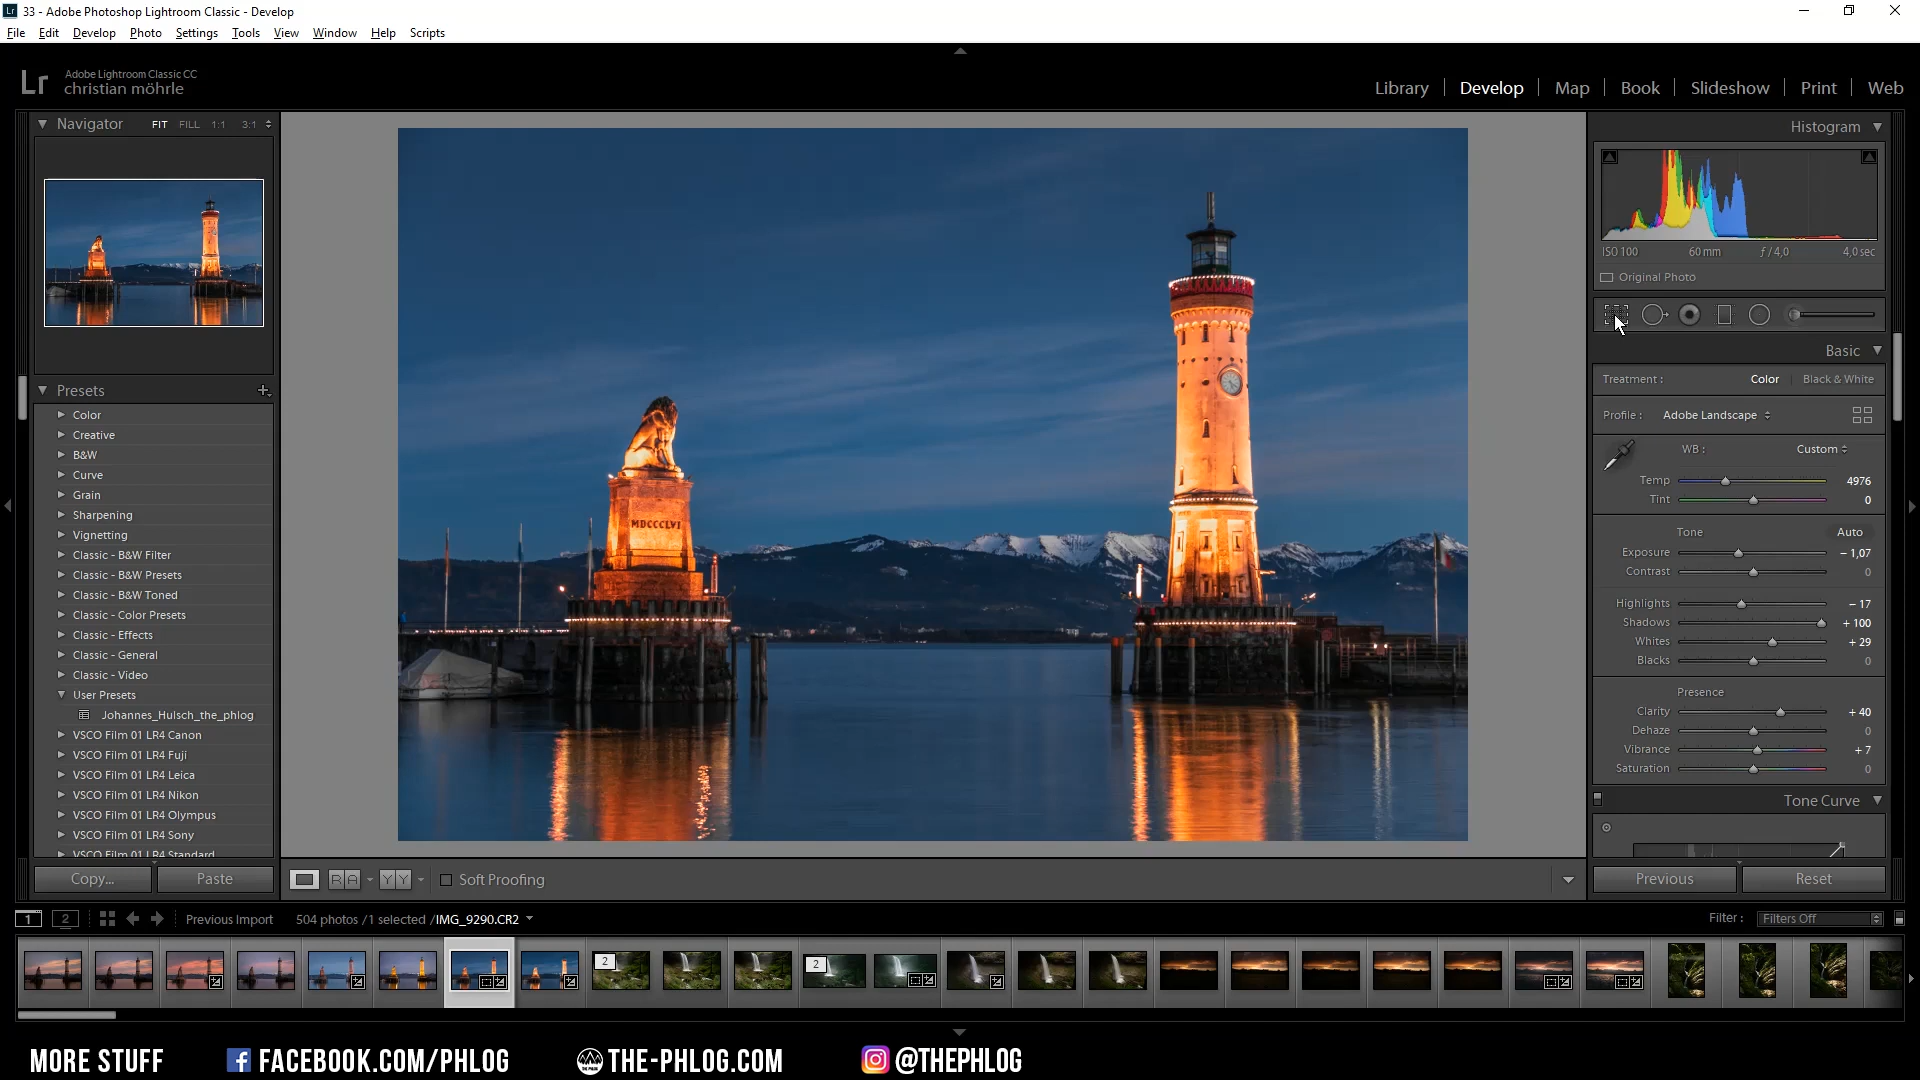 33 - Adobe Photoshop Lightroom Classic - Develop
File Edit Develop Photo Settings Tools View Window Help Scripts
Lr
Adobe Lightroom Classic CC
christian möhrle
Library Develop Map Book Slideshow Print Web
Navigator FIT FILL 1:1 3:1
Presets
Color
Creative
B&W
Curve
Grain
Sharpening
Vignetting
Classic - B&W Filter
Classic - B&W Presets
Classic - B&W Toned
Classic - Color Presets
Classic - Effects
Classic - General
Classic - Video
User Presets
Johannes_Hulsch_the_phlog
VSCO Film 01 LR4 Canon
VSCO Film 01 LR4 Fuji
VSCO Film 01 LR4 Leica
VSCO Film 01 LR4 Nikon
VSCO Film 01 LR4 Olympus
VSCO Film 01 LR4 Sony
VSCO Film 01 LR4 Standard
Copy... Paste
MDCCCLVI
Soft Proofing
Histogram
ISO 100 60 mm ƒ / 4,0 4,0 sec
Original Photo
Basic
Treatment : Color Black & White
Profile : Adobe Landscape
WB : Custom
Temp 4976
Tint 0
Tone Auto
Exposure – 1,07
Contrast 0
Highlights – 17
Shadows + 100
Whites + 29
Blacks 0
Presence
Clarity + 40
Dehaze 0
Vibrance + 7
Saturation 0
Tone Curve
Previous Reset
1 2 Previous Import 504 photos / 1 selected / IMG_9290.CR2 Filter : Filters Off
2 2
MORE STUFF FACEBOOK.COM/PHLOG THE-PHLOG.COM @THEPHLOG